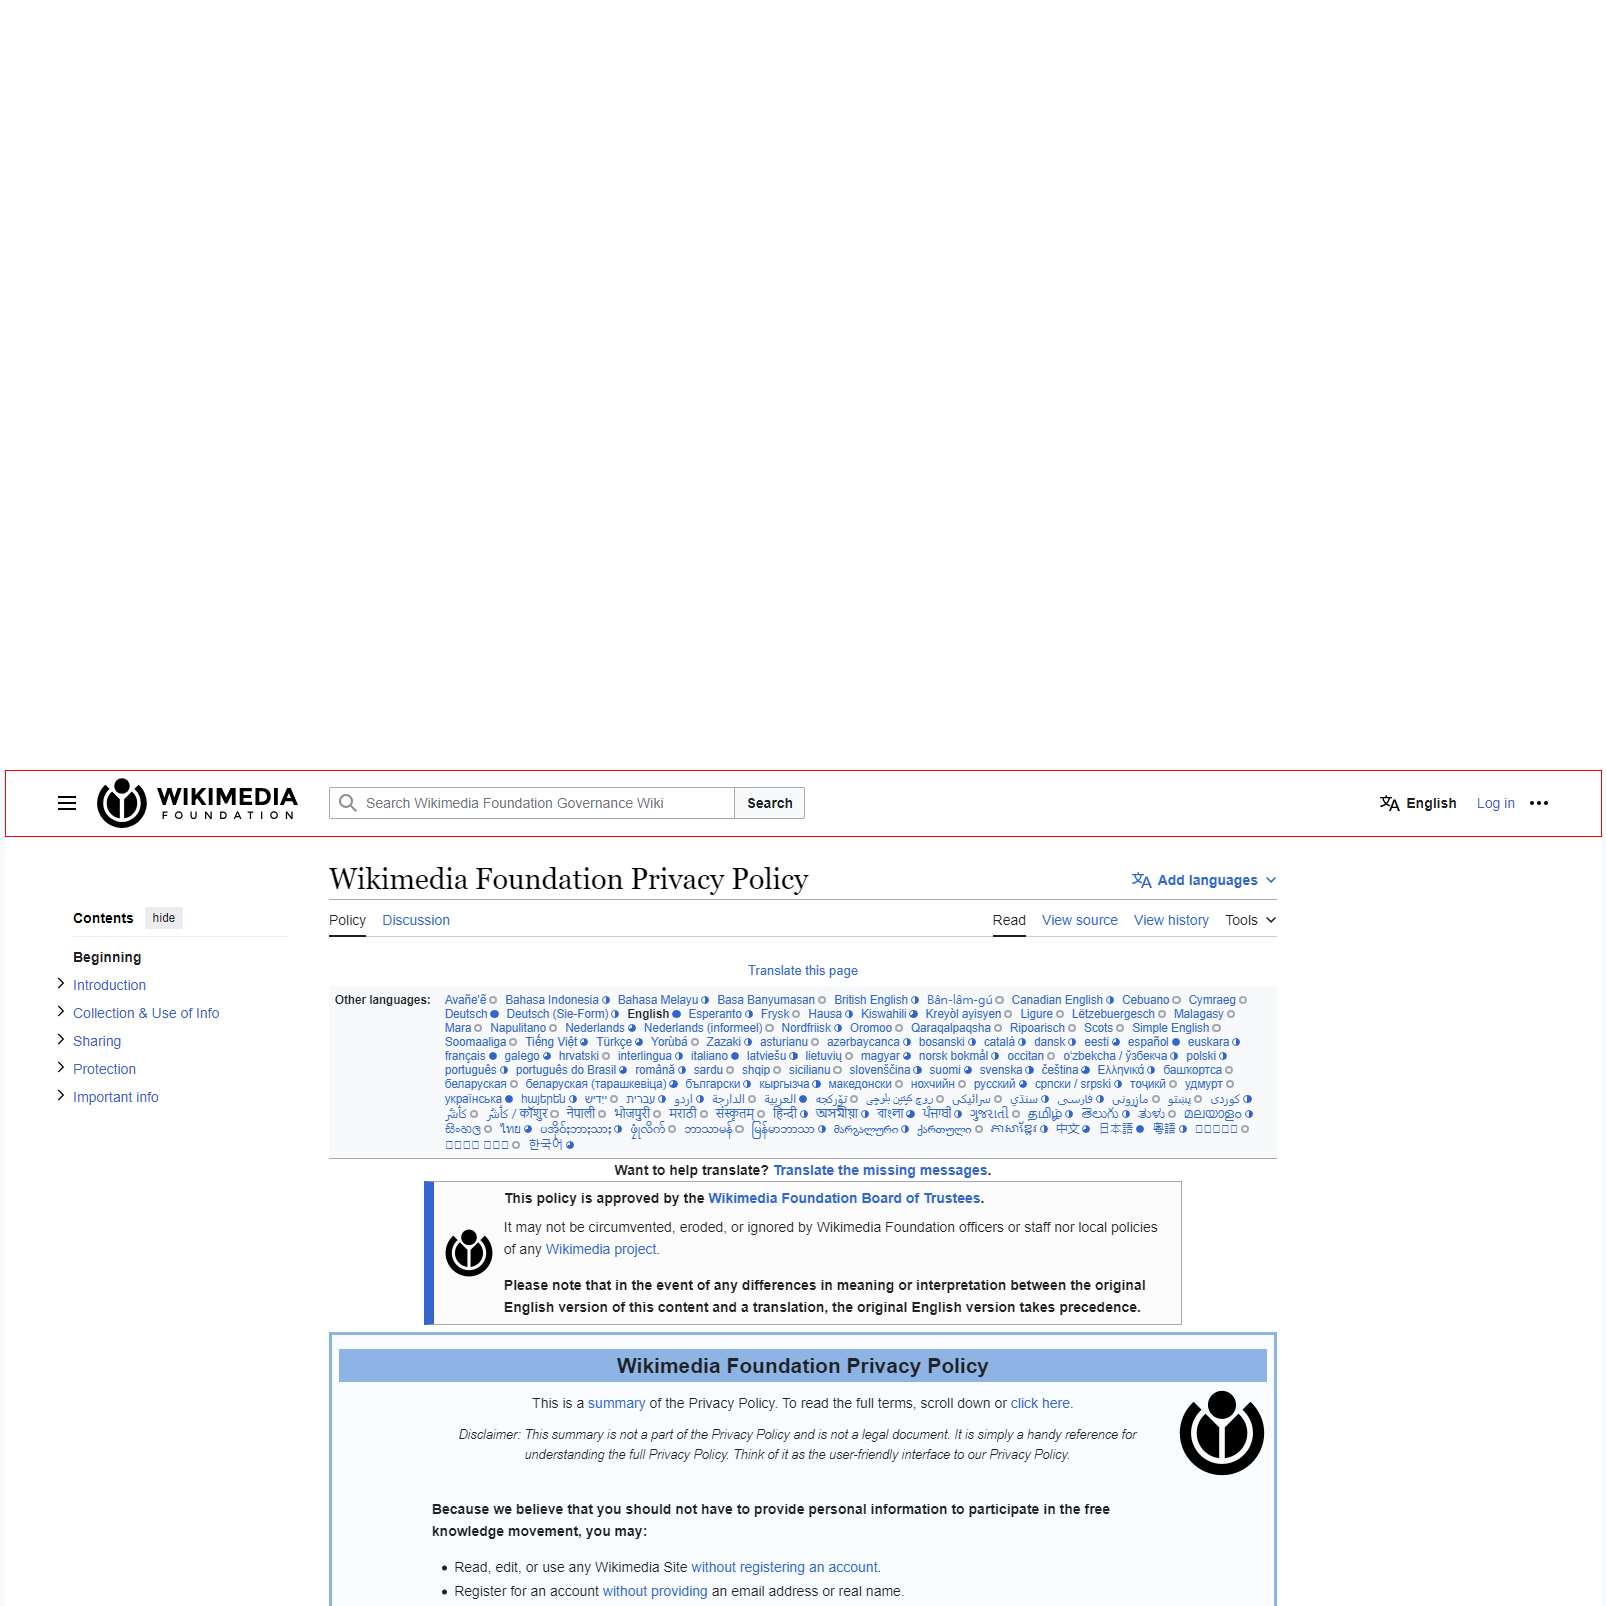 WIKIMEDIA
FOUNDATION
Search Wikimedia Foundation Governance Wiki
Search
English
Log in
Wikimedia Foundation Privacy Policy
Add languages
Contents
hide
Policy
Discussion
Read
View source
View history
Tools
Beginning
Introduction
Collection & Use of Info
Sharing
Protection
Important info
Translate this page
Other languages:
Avañe'ẽ Bahasa Indonesia Bahasa Melayu Basa Banyumasan British English Bân-lâm-gú Canadian English Cebuano Cymraeg
Deutsch Deutsch (Sie-Form) English Esperanto Frysk Hausa Kiswahili Kreyòl ayisyen Ligure Lëtzebuergesch Malagasy
Mara Napulitano Nederlands Nederlands (informeel) Nordfriisk Oromoo Qaraqalpaqsha Ripoarisch Scots Simple English
Soomaaliga Tiếng Việt Türkçe Yorùbá Zazaki asturianu azərbaycanca bosanski català dansk eesti español euskara
français galego hrvatski interlingua italiano latviešu lietuvių magyar norsk bokmål occitan oʻzbekcha / ўзбекча polski
português português do Brasil română sardu shqip sicilianu slovenščina suomi svenska čeština Ελληνικά башҡортса
беларуская беларуская (тарашкевіца) български кыргызча македонски нохчийн русский српски / srpski тоҷикӣ удмурт
українська հայերեն ייִדיש עברית اردو الدارجة العربية تۆرکجه روچ کپتین بلوچی سرائیکی سنڌي فارسی مازِرونی پښتو کوردی
कॉशुर / كٲشُر नेपाली भोजपुरी मराठी संस्कृतम् हिन्दी অসমীয়া বাংলা ਪੰਜਾਬੀ ગુજરાતી தமிழ் తెలుగు ತುಳು മലയാളം
සිංහල ไทย ပအိုဝ်ႏဘာႏသာႏ ၽႃႇသႃႇတႆး ဘာသာမန် မြန်မာဘာသာ მარგალური ქართული ភាសាខ្មែរ 中文 日本語 粵語
한국어
Want to help translate? Translate the missing messages.
This policy is approved by the Wikimedia Foundation Board of Trustees.
It may not be circumvented, eroded, or ignored by Wikimedia Foundation officers or staff nor local policies
of any Wikimedia project.
Please note that in the event of any differences in meaning or interpretation between the original
English version of this content and a translation, the original English version takes precedence.
Wikimedia Foundation Privacy Policy
This is a summary of the Privacy Policy. To read the full terms, scroll down or click here.
Disclaimer: This summary is not a part of the Privacy Policy and is not a legal document. It is simply a handy reference for
understanding the full Privacy Policy. Think of it as the user-friendly interface to our Privacy Policy.
Because we believe that you should not have to provide personal information to participate in the free
knowledge movement, you may:
Read, edit, or use any Wikimedia Site without registering an account.
Register for an account without providing an email address or real name.